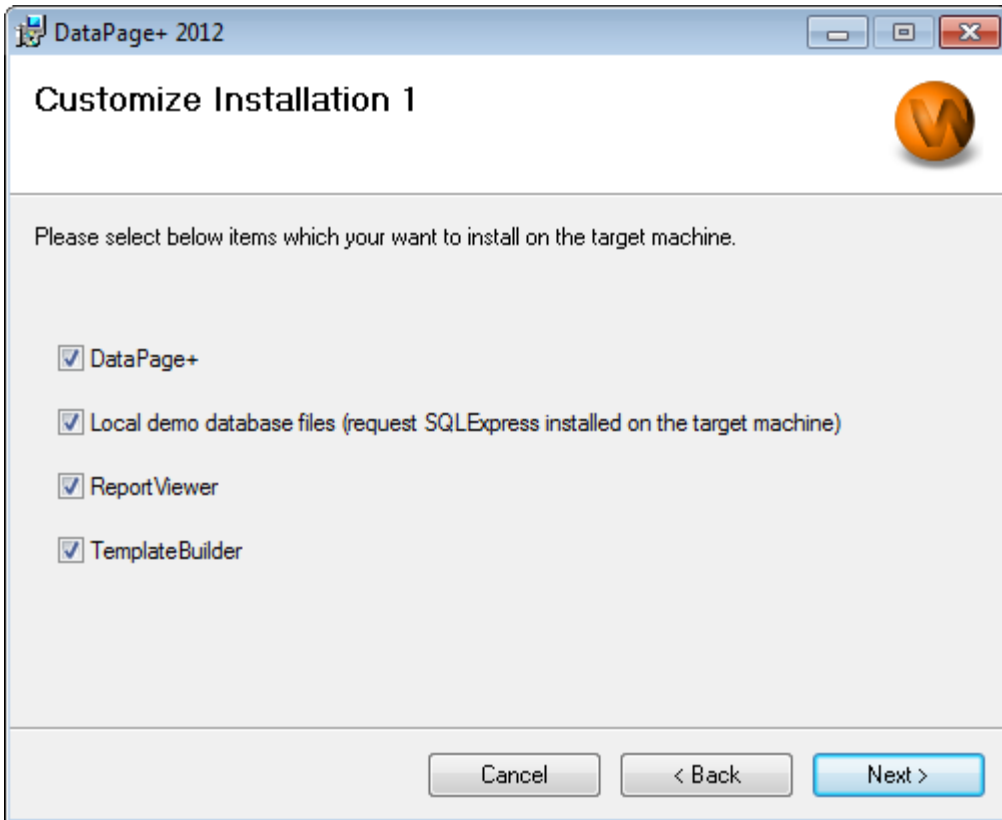 DataPage+ 2012
Customize Installation 1
W
Please select below items which your want to install on the target machine.
DataPage+
Local demo database files (request SQLExpress installed on the target machine)
ReportViewer
TemplateBuilder
Cancel
< Back
Next >